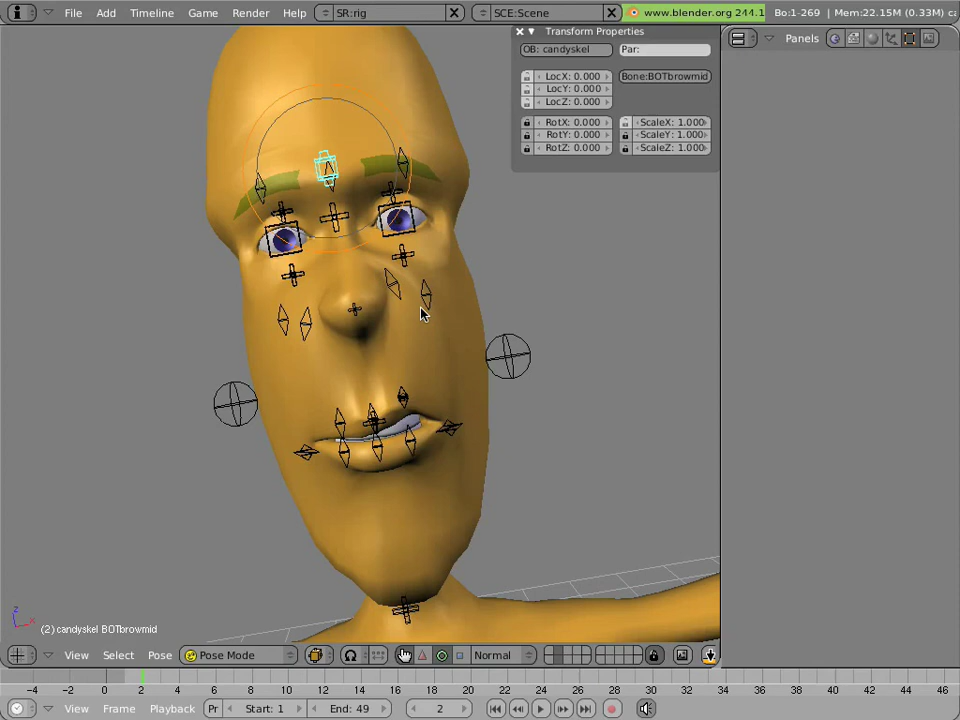 File Add Timeline Game Render Help SR:rig SCE:Scene www.blender.org 244.1 Bo:1-269 | Mem:22.15M (0.33M) ca
Transform Properties
Panels
OB: candyskel Par:
LocX: 0.000 Bone:BOTbrowmid
LocY: 0.000
LocZ: 0.000
RotX: 0.000 ScaleX: 1.000
RotY: 0.000 ScaleY: 1.000
RotZ: 0.000 ScaleZ: 1.000
z
x
(2) candyskel BOTbrowmid
View Select Pose Pose Mode Normal
-4 -2 0 2 4 6 8 10 12 14 16 18 20 22 24 26 28 30 32 34 36 38 40 42 44 46
View Frame Playback Pr Start: 1 End: 49 2